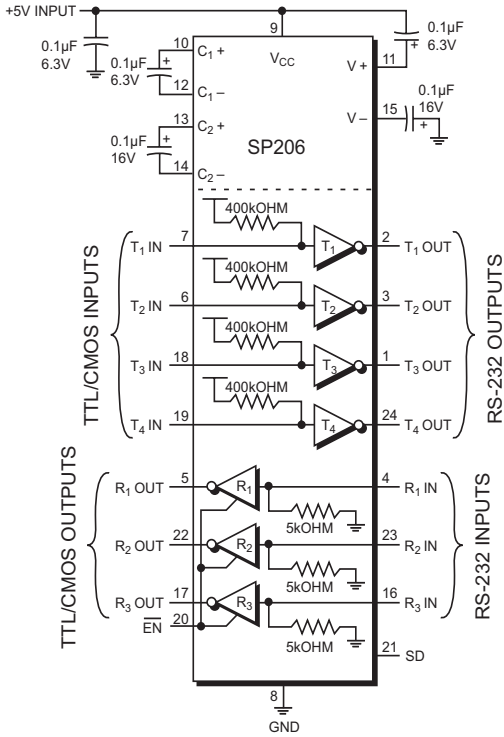 +5V INPUT
0.1µF
6.3V
0.1µF
6.3V
10
C1 +
12
C1 –
0.1µF
16V
13
C2 +
14
C2 –
9
VCC
SP206
V +
11
0.1µF
6.3V
V –
15
0.1µF
16V
TTL/CMOS INPUTS
T1 IN
7
400kOHM
T1
2
T1 OUT
T2 IN
6
400kOHM
T2
3
T2 OUT
T3 IN
18
400kOHM
T3
1
T3 OUT
T4 IN
19
400kOHM
T4
24
T4 OUT
RS-232 OUTPUTS
TTL/CMOS OUTPUTS
R1 OUT
5
R1
4
R1 IN
5kOHM
R2 OUT
22
R2
23
R2 IN
5kOHM
R3 OUT
17
R3
16
R3 IN
5kOHM
RS-232 INPUTS
EN
20
21
SD
8
GND